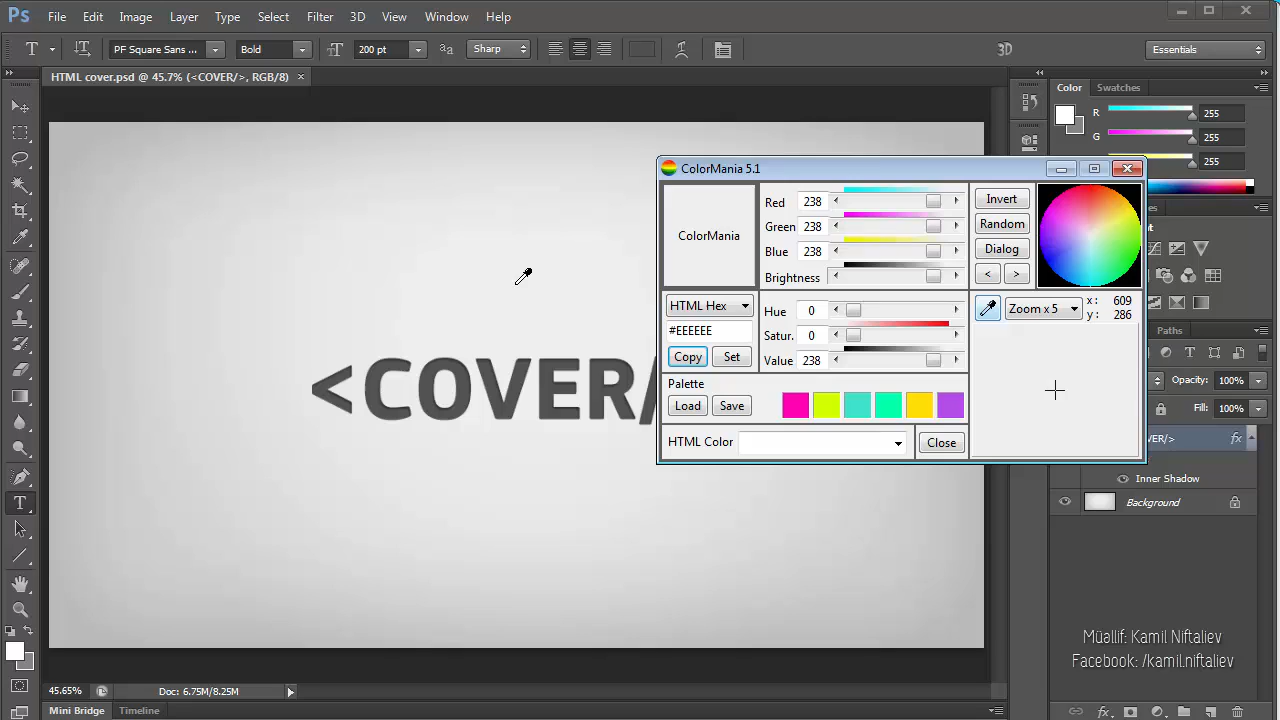 Ps File Edit Image Layer Type Select Filter 3D View Window Help
T PF Square Sans ... Bold 200 pt Sharp 3D Essentials
HTML cover.psd @ 45.7% (<COVER/>, RGB/8) ×
Color Swatches
R 255
G 255
255
ColorMania 5.1
ColorMania
Red 238
Green 238
Blue 238
Brightness
Invert
Random
Dialog
< >
HTML Hex
#EEEEEE
Copy Set
Hue 0
Satur. 0
Value 238
Zoom x 5
x: 609
y: 286
Palette
Load Save
HTML Color
Close
<COVER/
Paths
Opacity: 100%
Fill: 100%
VER/> fx
Inner Shadow
Background
Müallif: Kamil Niftaliev
Facebook: /kamil.niftaliev
45.65% Doc: 6.75M/8.25M
Mini Bridge Timeline